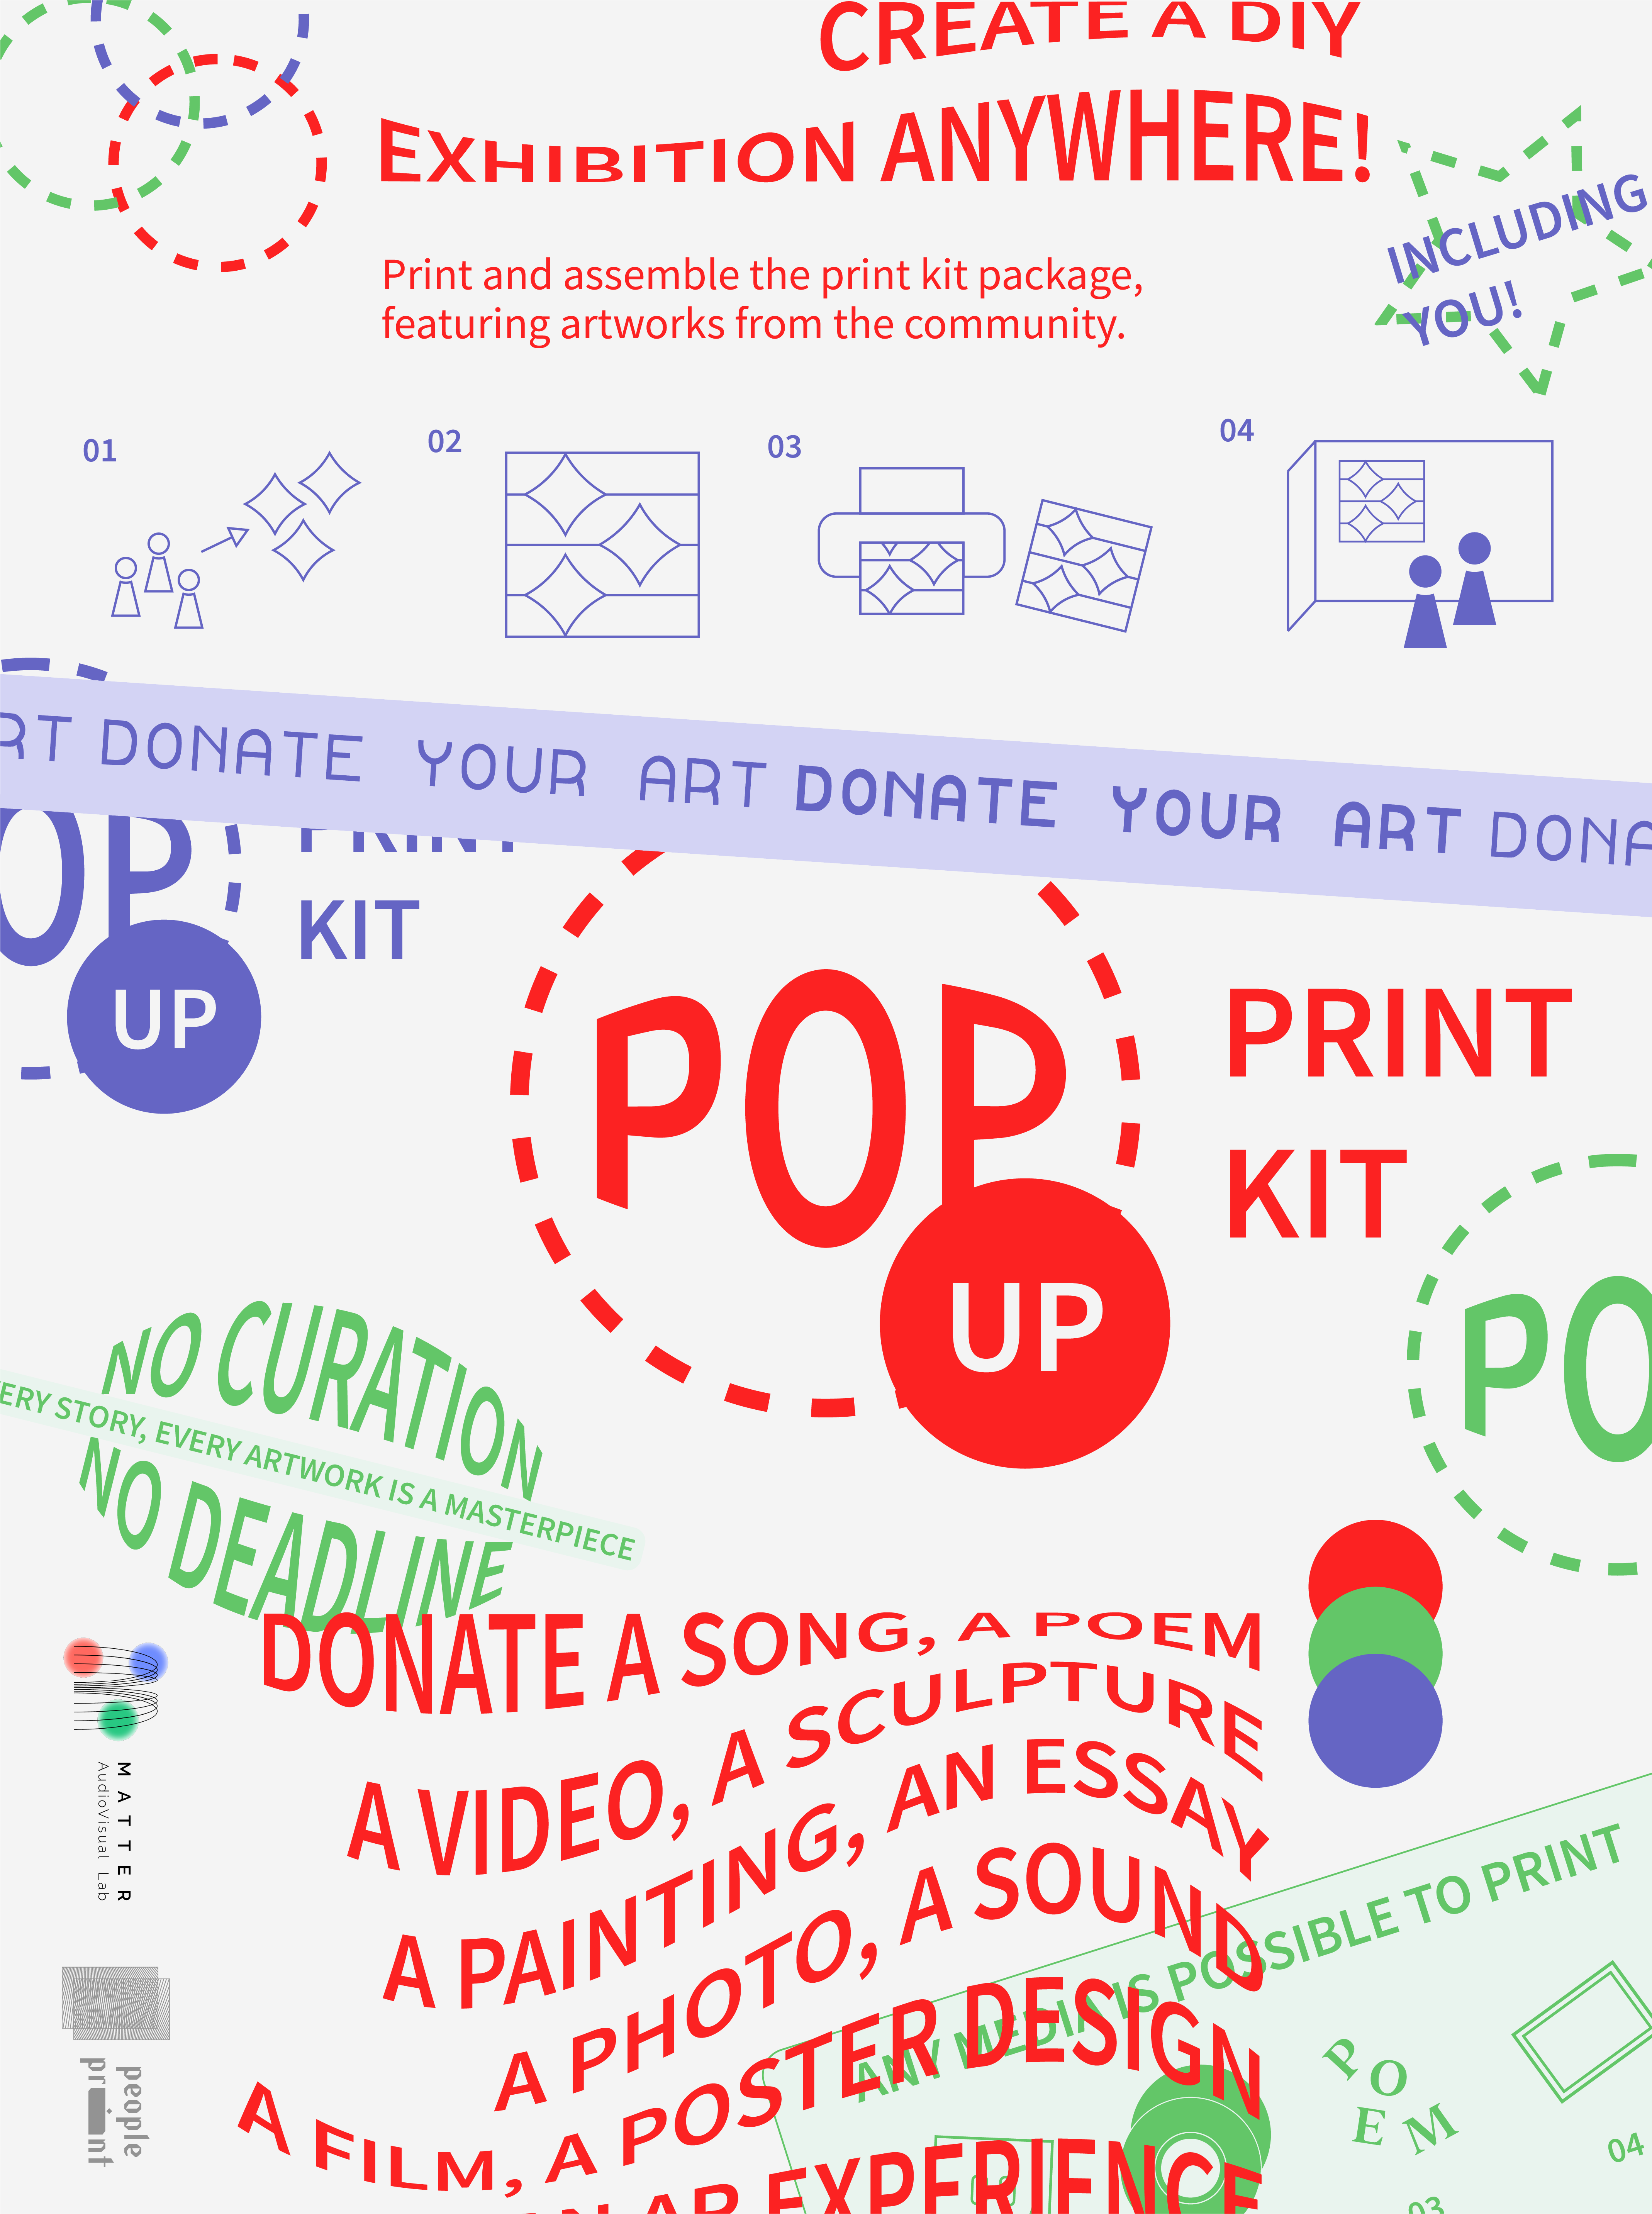 CREATE A DIY
EXHIBITION ANYWHERE!
INCLUDING
YOU!
Print and assemble the print kit package,
featuring artworks from the community.
01
02
03
04
RT DONATE YOUR ART DONATE YOUR ART DONA
OP
UP
PRINT
KIT
POP
UP
PRINT
KIT
PO
NO CURATION
ERY STORY, EVERY ARTWORK IS A MASTERPIECE
NO DEADLINE
DONATE A SONG, A POEM
A VIDEO, A SCULPTURE
A PAINTING, AN ESSAY
A PHOTO, A SOUND
A FILM, A POSTER DESIGN
AN AR EXPERIENCE
ANY MEDIA IS POSSIBLE TO PRINT
POEM
03
04
MATTER
AudioVisual Lab
people
print